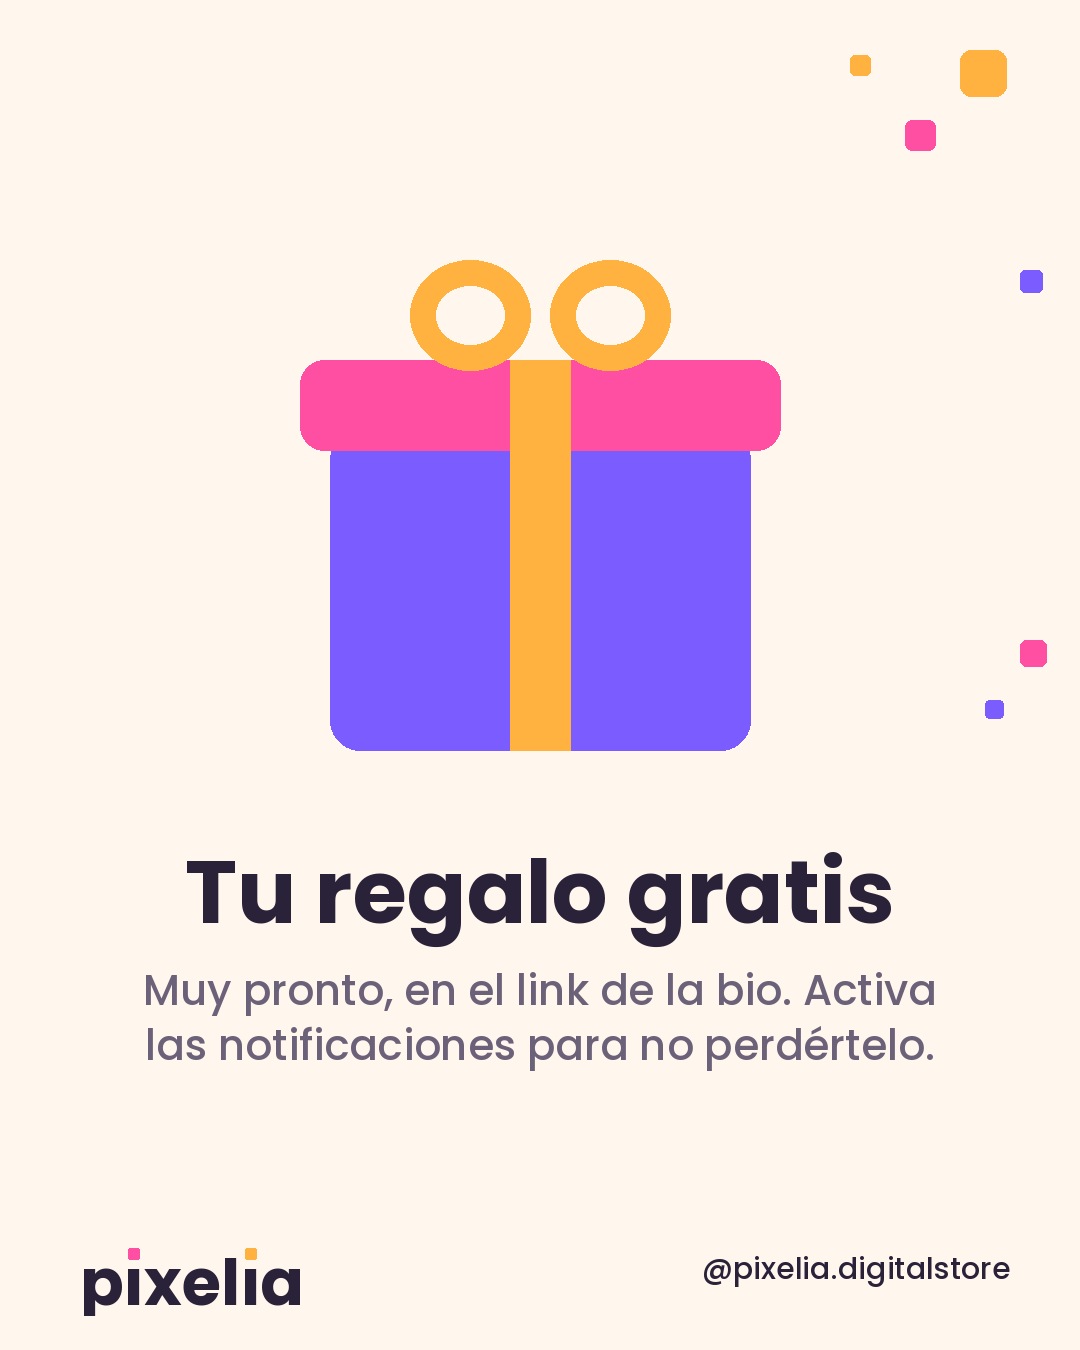 Tu regalo gratis
Muy pronto, en el link de la bio. Activa
las notificaciones para no perdértelo.
pixelia
@pixelia.digitalstore